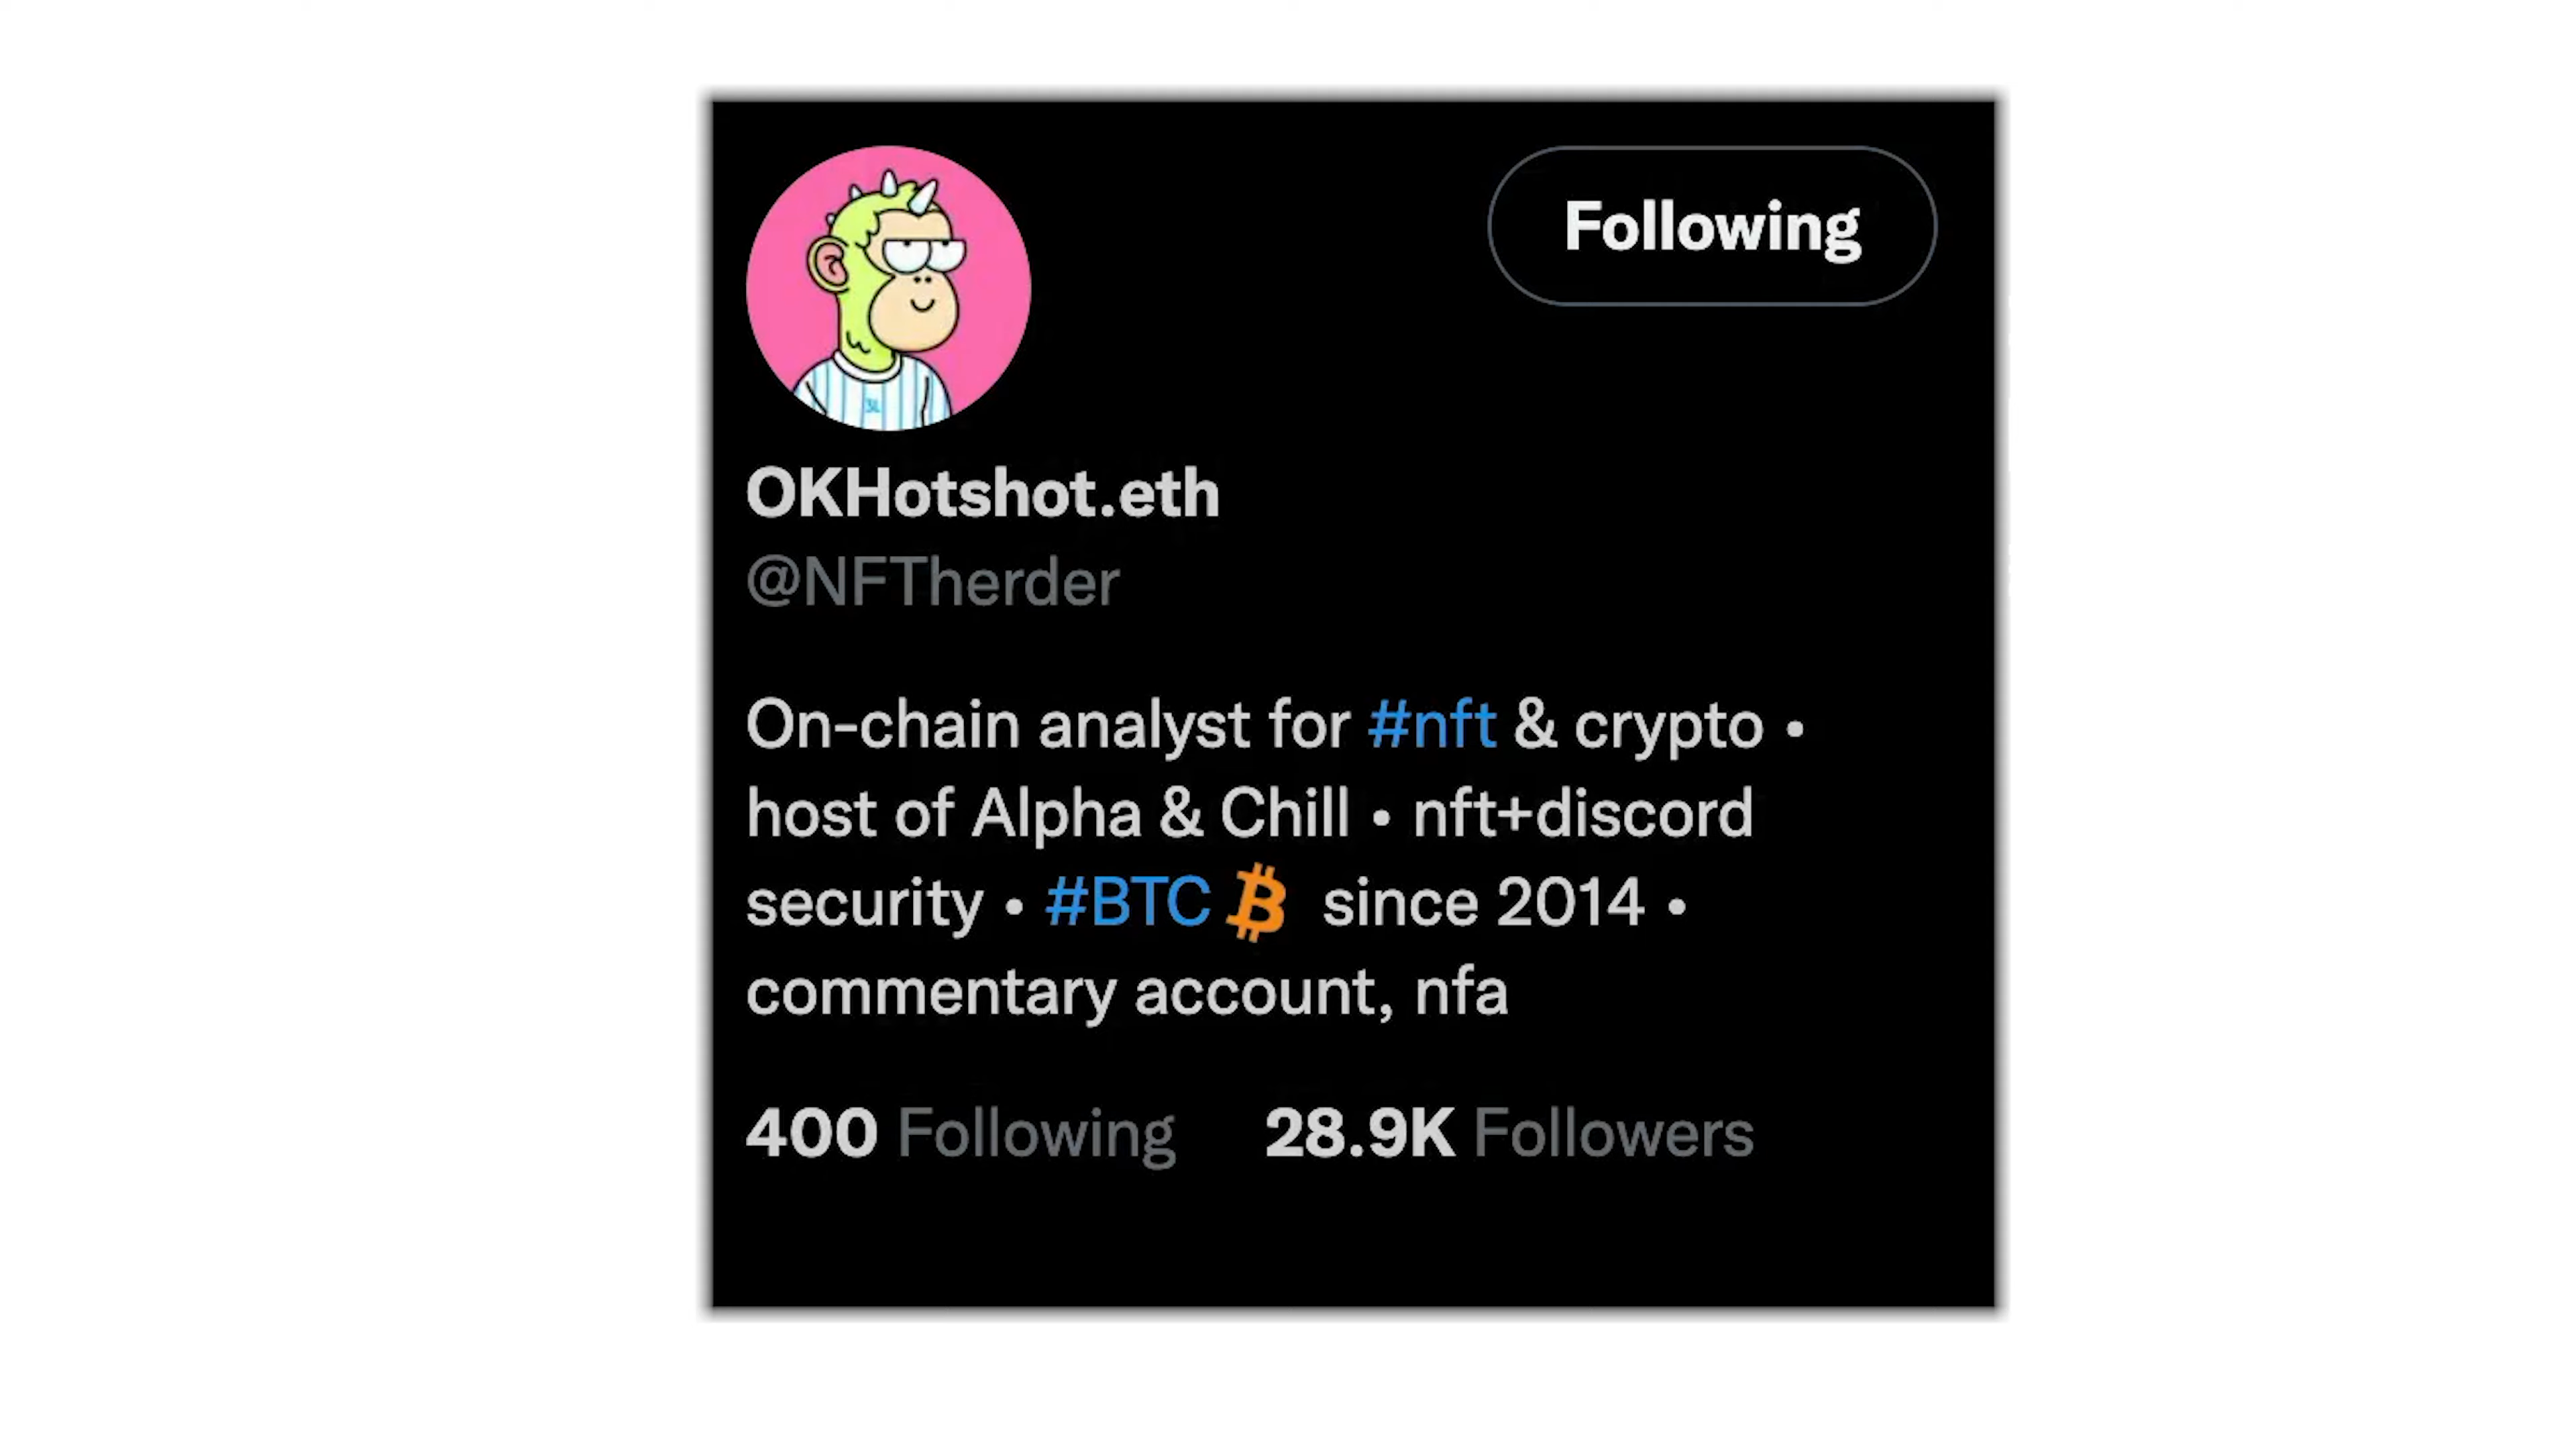 Following
OKHotshot.eth
@NFTherder
On-chain analyst for #nft & crypto •
host of Alpha & Chill • nft+discord
security • #BTC since 2014 •
commentary account, nfa
400 Following 28.9K Followers